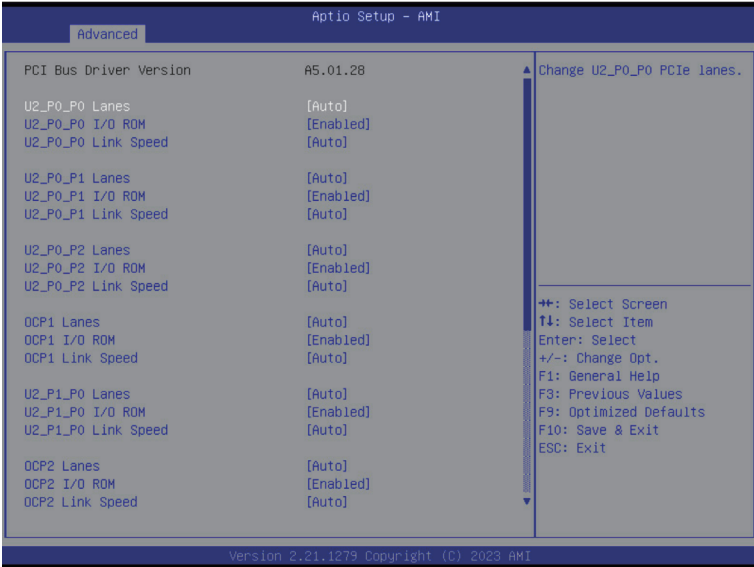 Aptio Setup – AMI
Advanced
PCI Bus Driver Version A5.01.28
U2_P0_P0 Lanes [Auto]
U2_P0_P0 I/O ROM [Enabled]
U2_P0_P0 Link Speed [Auto]
U2_P0_P1 Lanes [Auto]
U2_P0_P1 I/O ROM [Enabled]
U2_P0_P1 Link Speed [Auto]
U2_P0_P2 Lanes [Auto]
U2_P0_P2 I/O ROM [Enabled]
U2_P0_P2 Link Speed [Auto]
OCP1 Lanes [Auto]
OCP1 I/O ROM [Enabled]
OCP1 Link Speed [Auto]
U2_P1_P0 Lanes [Auto]
U2_P1_P0 I/O ROM [Enabled]
U2_P1_P0 Link Speed [Auto]
OCP2 Lanes [Auto]
OCP2 I/O ROM [Enabled]
OCP2 Link Speed [Auto]
Change U2_P0_P0 PCIe lanes.
→←: Select Screen
↑↓: Select Item
Enter: Select
+/-: Change Opt.
F1: General Help
F3: Previous Values
F9: Optimized Defaults
F10: Save & Exit
ESC: Exit
Version 2.21.1279 Copyright (C) 2023 AMI